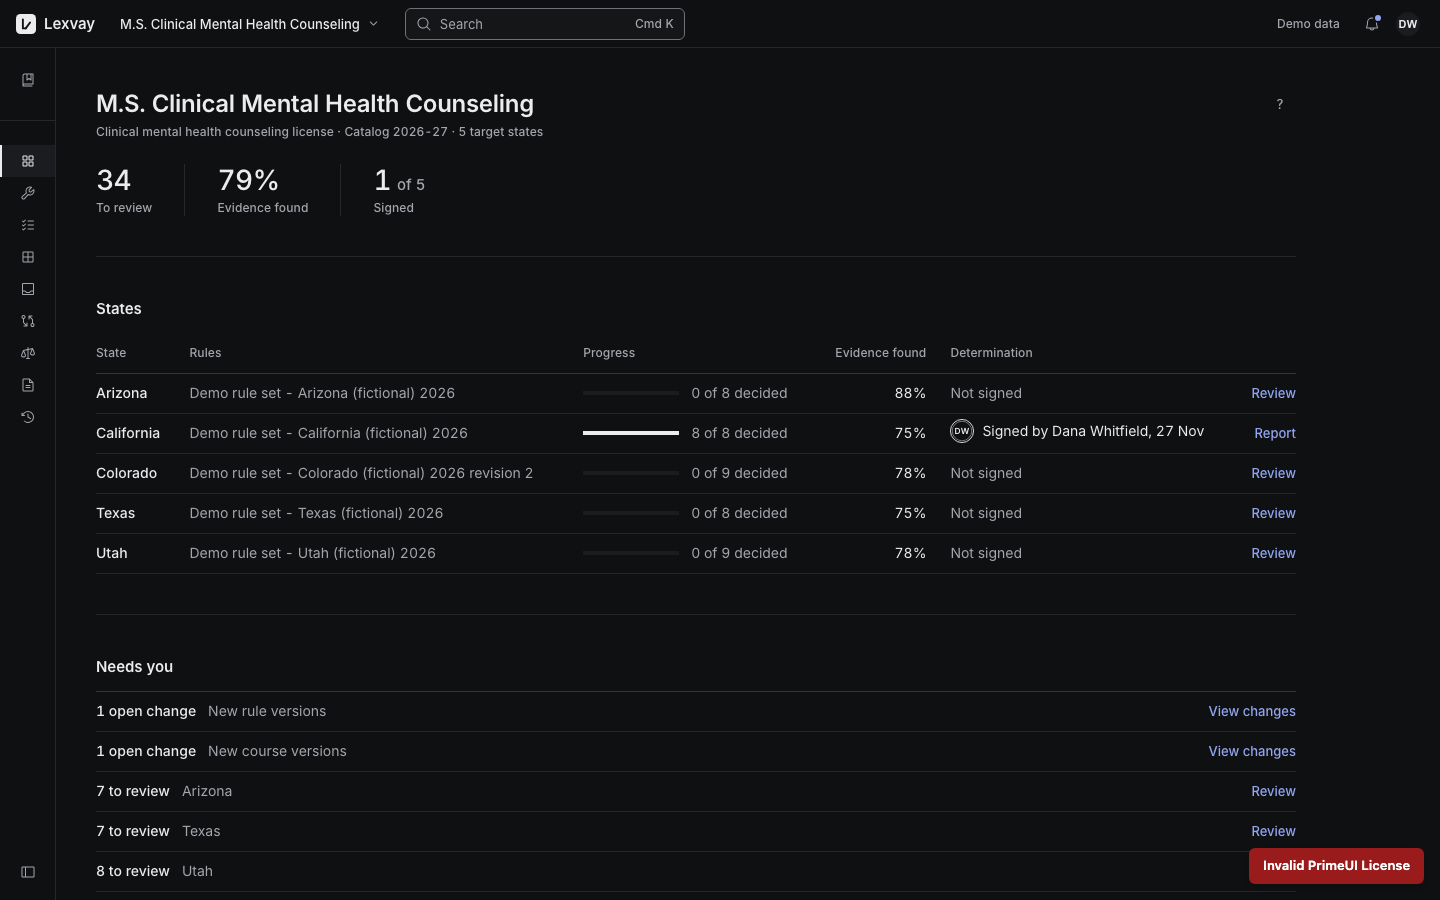 Lexvay
M.S. Clinical Mental Health Counseling
Search
Cmd K
Demo data
DW
M.S. Clinical Mental Health Counseling
?
Clinical mental health counseling license · Catalog 2026-27 · 5 target states
34
To review
79%
Evidence found
1 of 5
Signed
States
State Rules Progress Evidence found Determination
Arizona Demo rule set - Arizona (fictional) 2026 0 of 8 decided 88% Not signed Review
California Demo rule set - California (fictional) 2026 8 of 8 decided 75% DW Signed by Dana Whitfield, 27 Nov Report
Colorado Demo rule set - Colorado (fictional) 2026 revision 2 0 of 9 decided 78% Not signed Review
Texas Demo rule set - Texas (fictional) 2026 0 of 8 decided 75% Not signed Review
Utah Demo rule set - Utah (fictional) 2026 0 of 9 decided 78% Not signed Review
Needs you
1 open change New rule versions View changes
1 open change New course versions View changes
7 to review Arizona Review
7 to review Texas Review
8 to review Utah
Invalid PrimeUI License